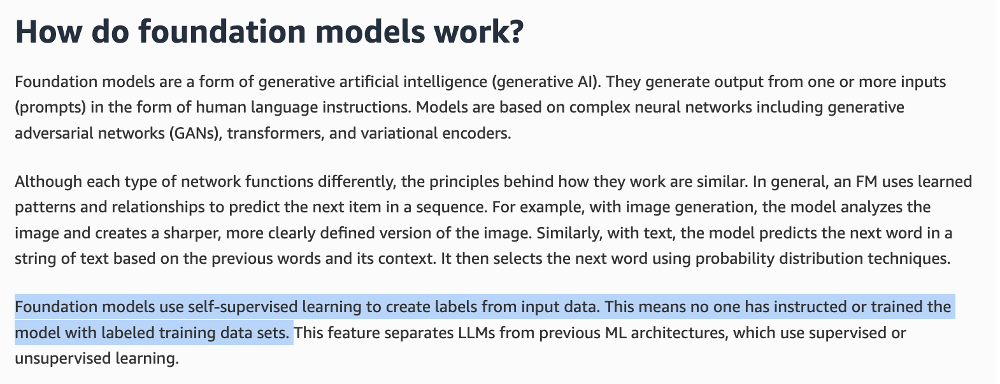 How do foundation models work?
Foundation models are a form of generative artificial intelligence (generative AI). They generate output from one or more inputs
(prompts) in the form of human language instructions. Models are based on complex neural networks including generative
adversarial networks (GANs), transformers, and variational encoders.
Although each type of network functions differently, the principles behind how they work are similar. In general, an FM uses learned
patterns and relationships to predict the next item in a sequence. For example, with image generation, the model analyzes the
image and creates a sharper, more clearly defined version of the image. Similarly, with text, the model predicts the next word in a
string of text based on the previous words and its context. It then selects the next word using probability distribution techniques.
Foundation models use self-supervised learning to create labels from input data. This means no one has instructed or trained the
model with labeled training data sets. This feature separates LLMs from previous ML architectures, which use supervised or
unsupervised learning.